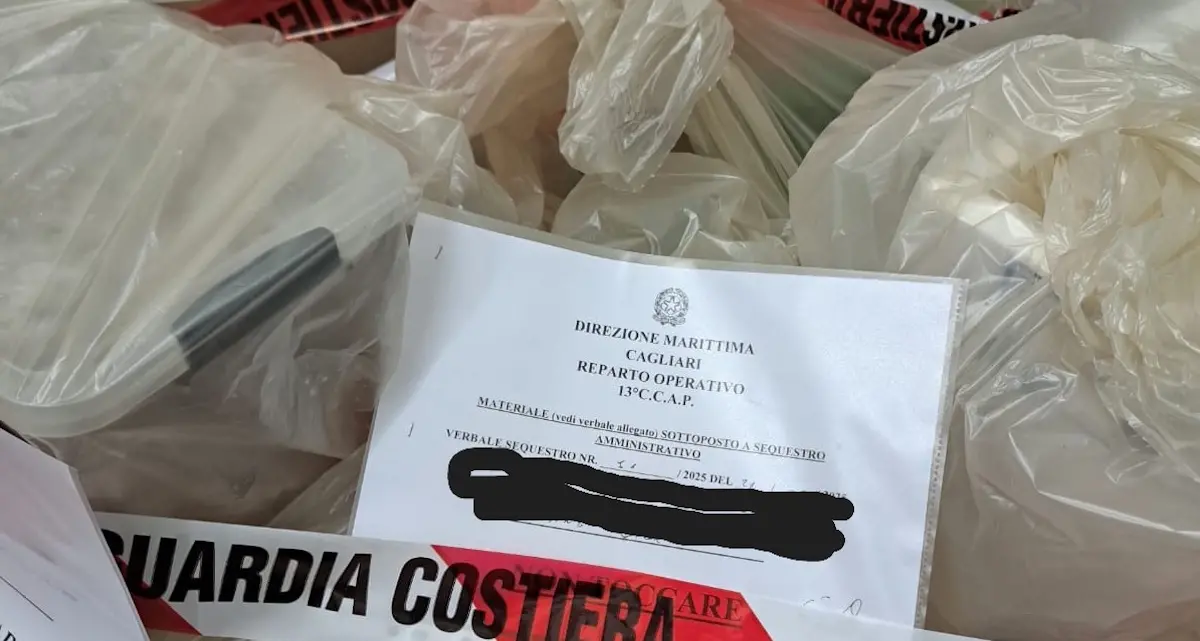 COSTIERA
DIREZIONE MARITTIMA
CAGLIARI
REPARTO OPERATIVO
13°C.C.A.P.
MATERIALE (vedi verbale allegato) SOTTOPOSTO A SEQUESTRO
AMMINISTRATIVO
VERBALE SEQUESTRO NR. / 2025 DEL
GUARDIA COSTIERA
NON TOCCARE